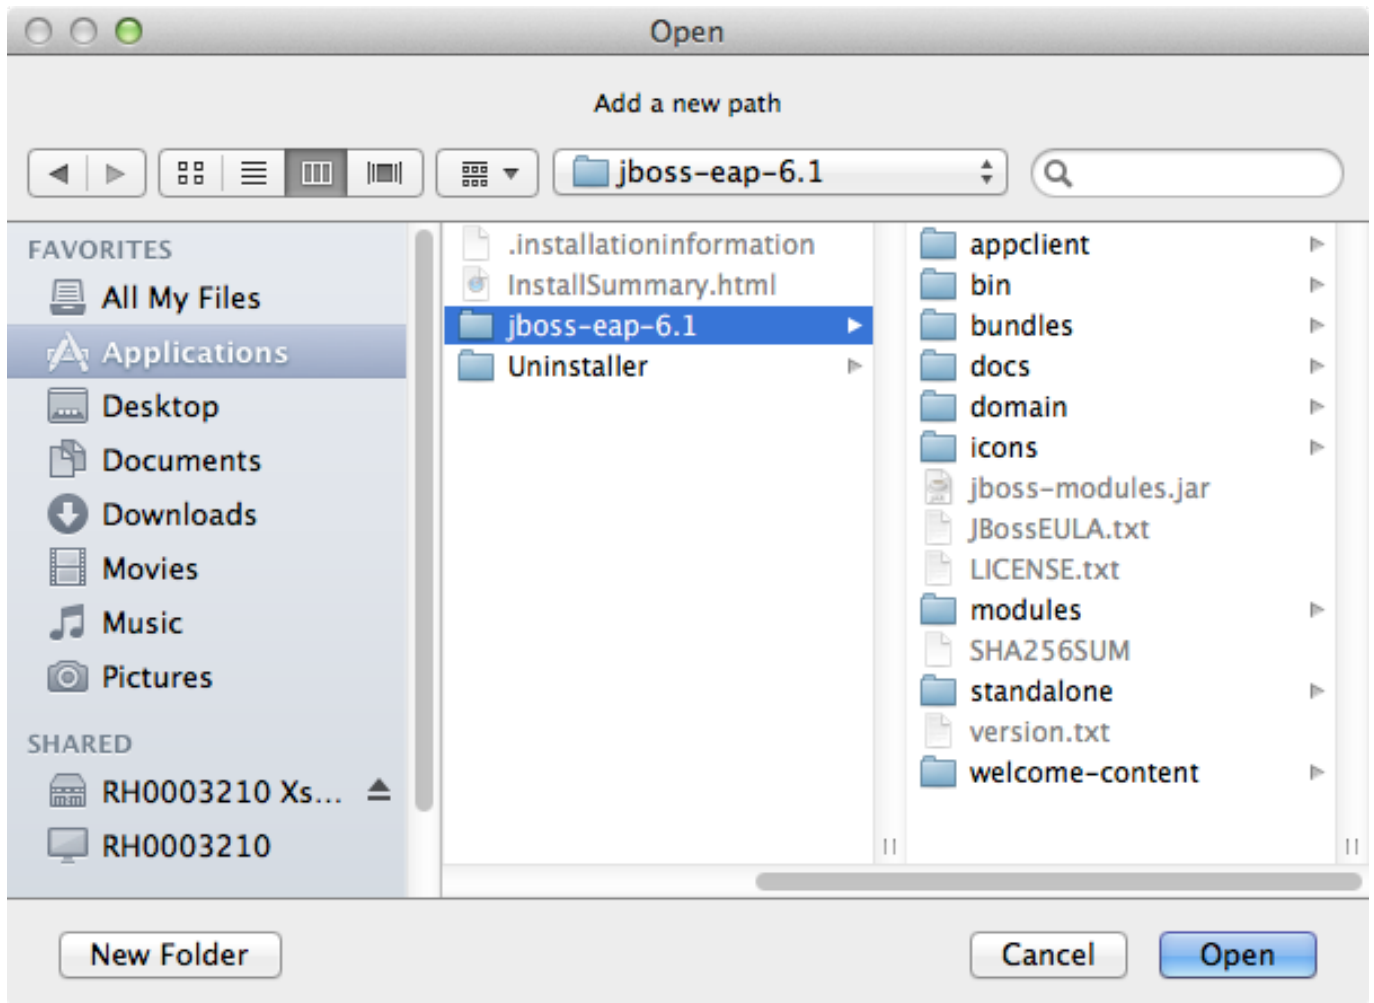 Open
Add a new path
jboss-eap-6.1
FAVORITES
All My Files
Applications
Desktop
Documents
Downloads
Movies
Music
Pictures
SHARED
RH0003210 Xs...
RH0003210
.installationinformation
InstallSummary.html
jboss-eap-6.1
Uninstaller
appclient
bin
bundles
docs
domain
icons
jboss-modules.jar
JBossEULA.txt
LICENSE.txt
modules
SHA256SUM
standalone
version.txt
welcome-content
New Folder
Cancel
Open